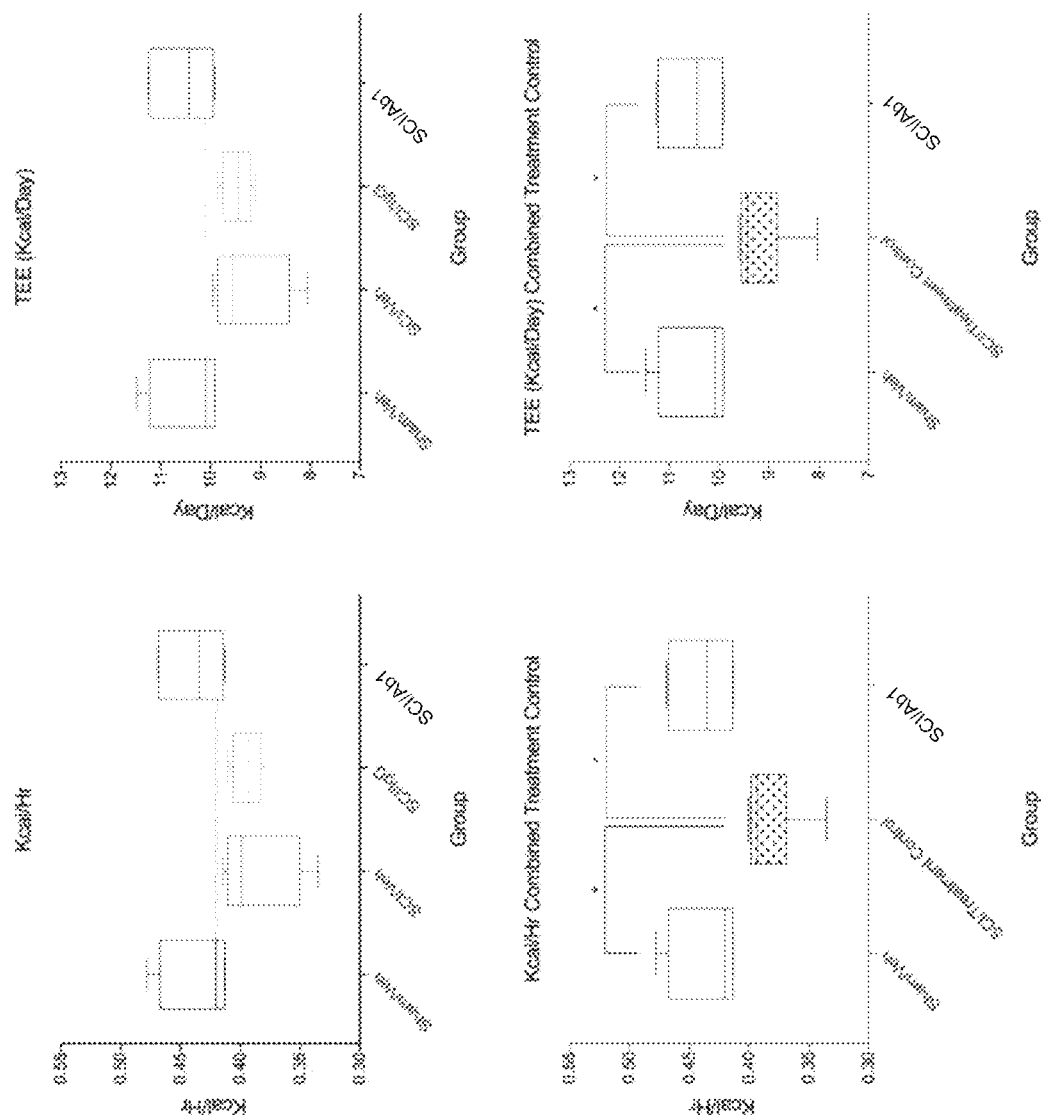 Kcal/Hr
Kcal/Hr
0.55
0.50
0.45
0.40
0.35
0.30
Sham/Veh
SCI/Veh
SCI/IgG
SCI/Ab1
Group
TEE (Kcal/Day)
Kcal/Day
13
12
11
10
9
8
7
Sham/Veh
SCI/Veh
SCI/IgG
SCI/Ab1
Group
Kcal/Hr Combined Treatment Control
Kcal/Hr
0.55
0.50
0.45
0.40
0.35
0.30
*
*
Sham/Veh
SCI/Treatment Control
SCI/Ab1
Group
TEE (Kcal/Day) Combined Treatment Control
Kcal/Day
13
12
11
10
9
8
7
*
*
Sham/Veh
SCI/Treatment Control
SCI/Ab1
Group